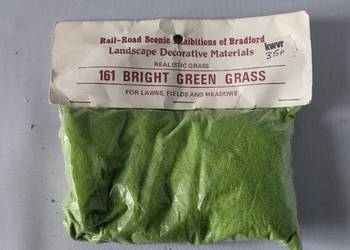 Rail-Road Scenic Exhibitions of Bradford
Landscape Decorative Materials
kwvr
35p
REALISTIC GRASS
161 BRIGHT GREEN GRASS
FOR LAWNS, FIELDS AND MEADOWS